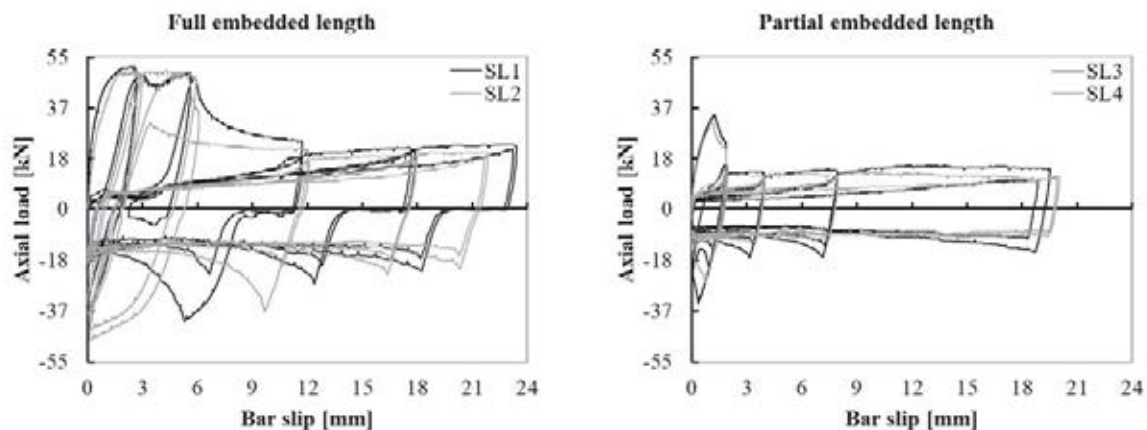 Full embedded length
55
37
18
0
-18
-37
-55
Axial load [kN]
SL1
SL2
0 3 6 9 12 15 18 21 24
Bar slip [mm]
Partial embedded length
55
37
18
0
-18
-37
-55
Axial load [kN]
SL3
SL4
0 3 6 9 12 15 18 21 24
Bar slip [mm]